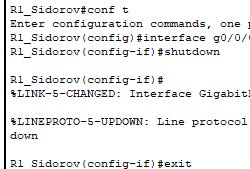 R1_Sidorov#conf t
Enter configuration commands, one p
R1_Sidorov(config)#interface g0/0/0
R1_Sidorov(config-if)#shutdown
R1_Sidorov(config-if)#
%LINK-5-CHANGED: Interface Gigabit
%LINEPROTO-5-UPDOWN: Line protocol
down
R1_Sidorov(config-if)#exit